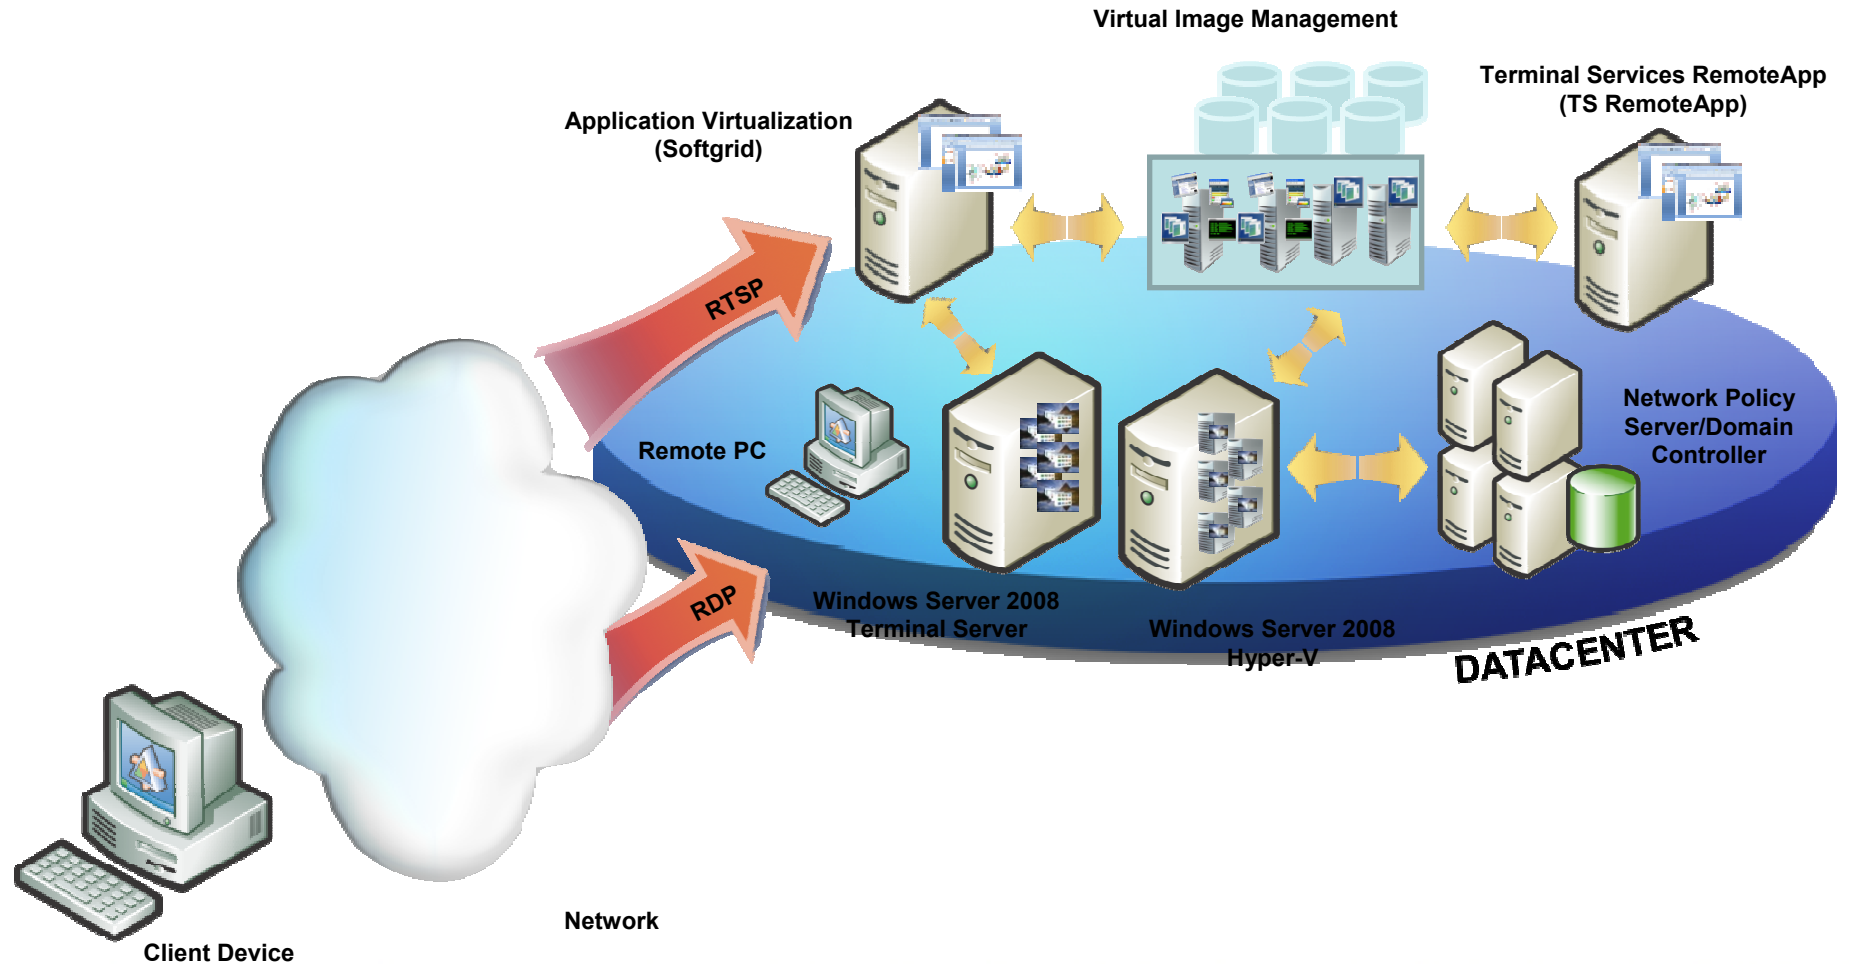 Virtual Image Management
Terminal Services RemoteApp
(TS RemoteApp)
Application Virtualization
(Softgrid)
RTSP
Network Policy
Server/Domain
Controller
Remote PC
RDP
Windows Server 2008
Terminal Server
Windows Server 2008
Hyper-V
DATACENTER
Network
Client Device